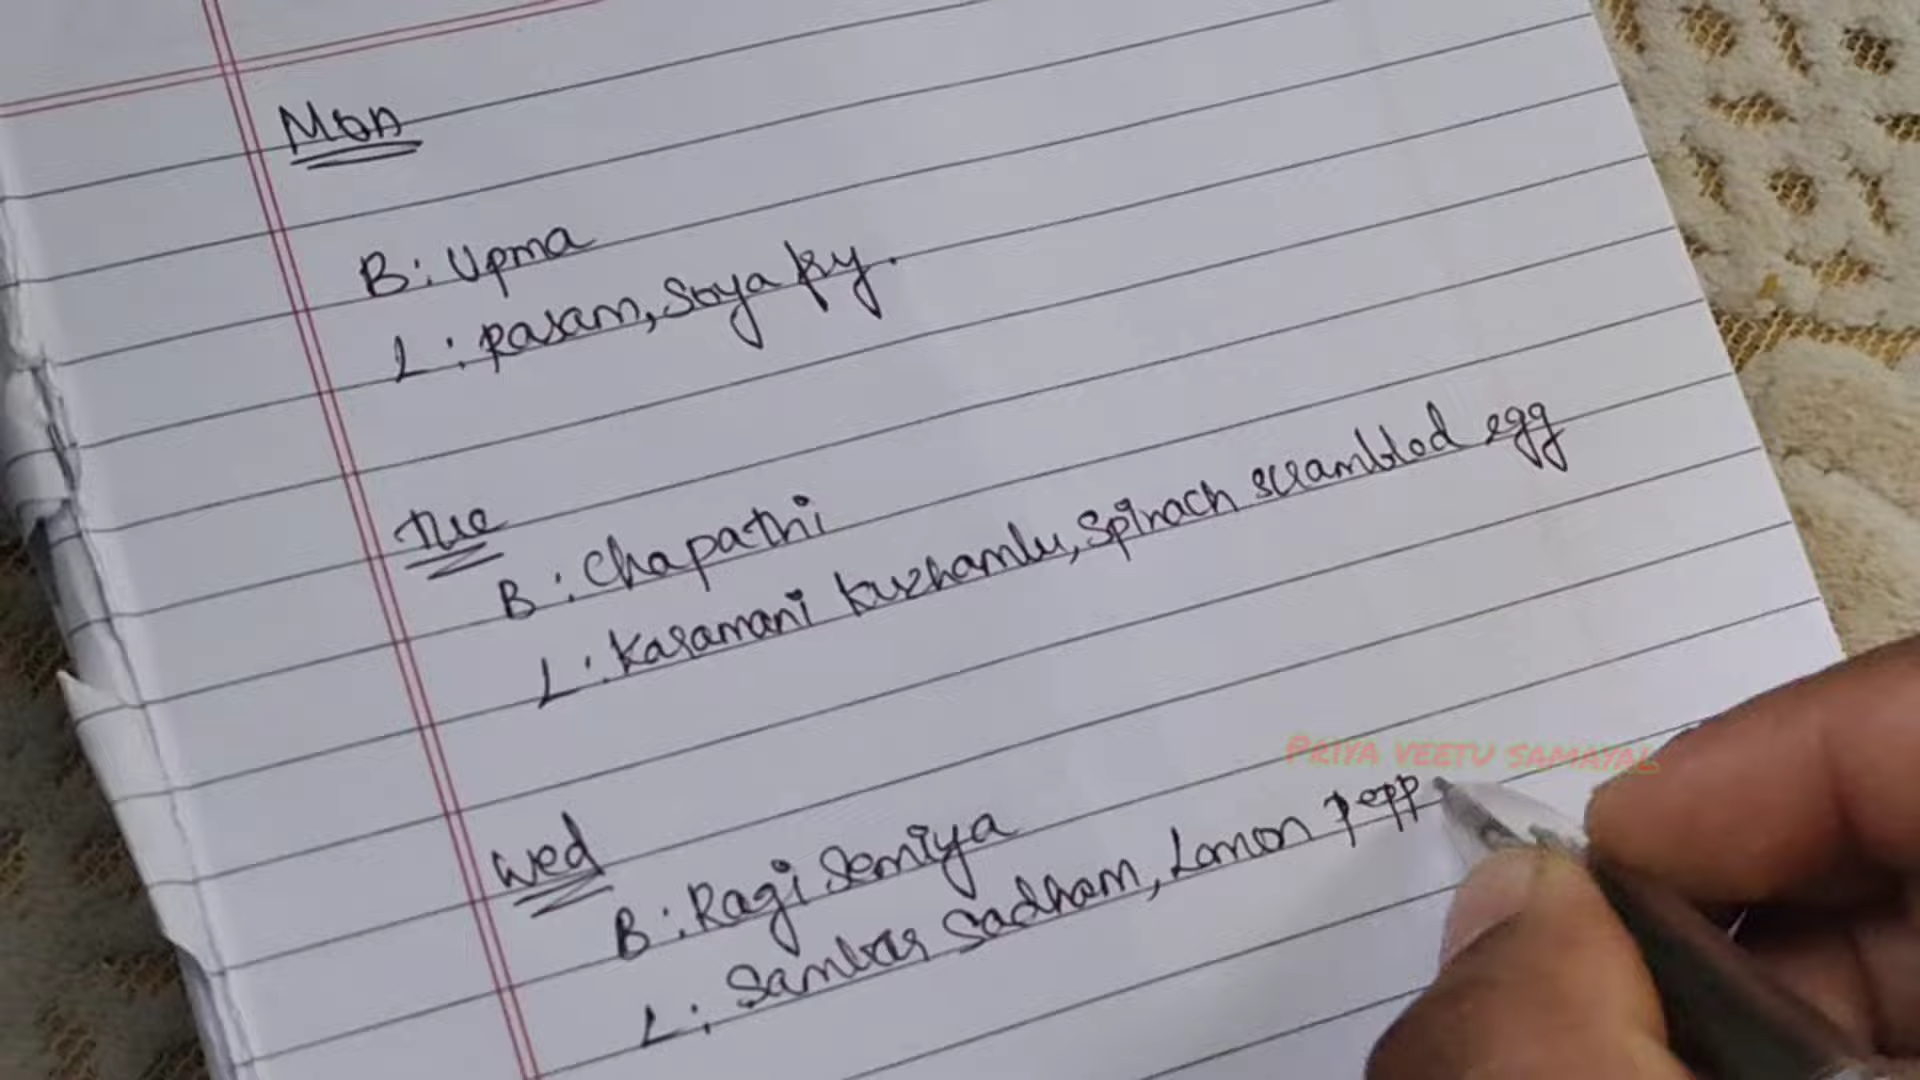 Mon
B: Upma
L: Rasam, Soya fry.
Tue
B: Chapathi
L: Karamani kuzhambu, Spinach scrambled egg
PRIYA VEETU SAMAYAL
Wed
B: Ragi Semiya
L: Sambar Sadham, Lemon pepp